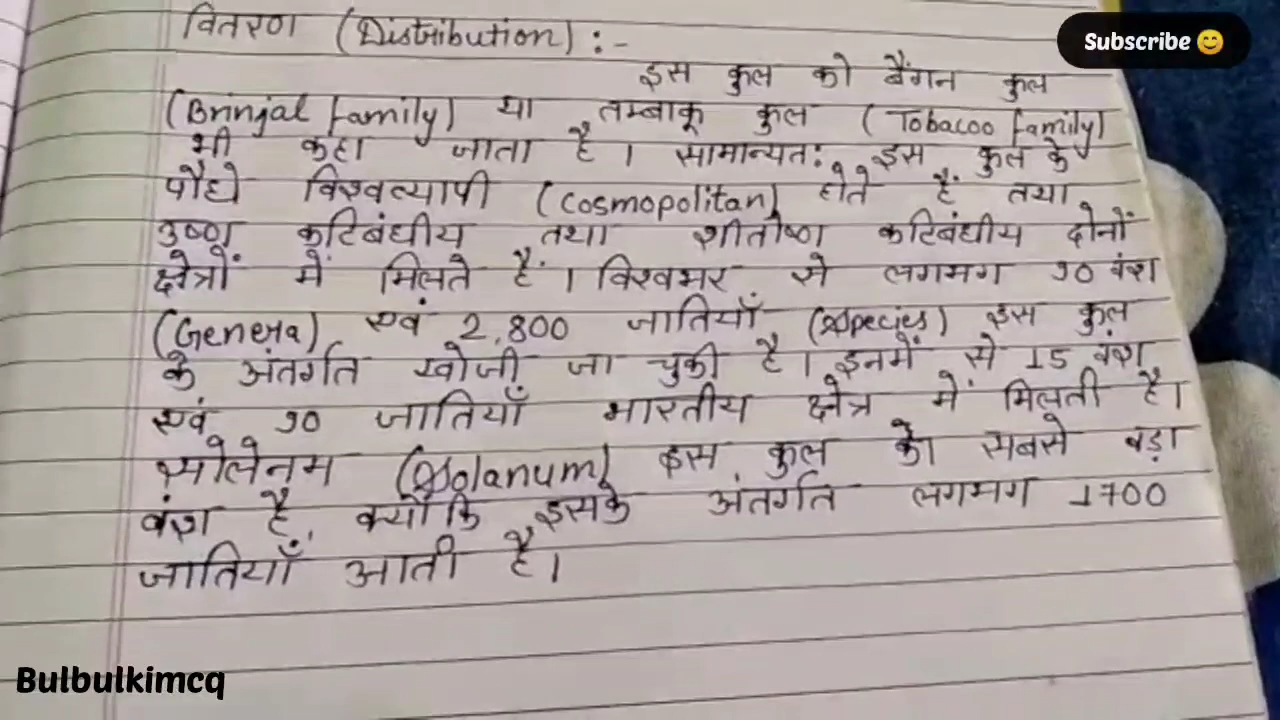 वितरण (Distribution) :-
Subscribe 😊
इस कुल को बैंगन कुल
(Brinjal family) या तम्बाकू कुल (Tobacoo family)
भी कहा जाता है। सामान्यत: इस कुल के
पौधे विश्वव्यापी (Cosmopolitan) होते हैं तथा
उष्ण कटिबंधीय तथा शीतोष्ण कटिबंधीय दोनों
क्षेत्रों में मिलते हैं। विश्वभर से लगभग 90 वंश
(Genera) एवं 2,800 जातियाँ (Species) इस कुल
के अंतर्गत खोजी जा चुकी है। इनमें से 15 वंश
एवं 90 जातियाँ भारतीय क्षेत्र में मिलती है।
सोलेनम (Solanum) इस कुल का सबसे बड़ा
वंश है, क्योंकि इसके अंतर्गत लगभग 1700
जातियाँ आती है।
Bulbulkimcq